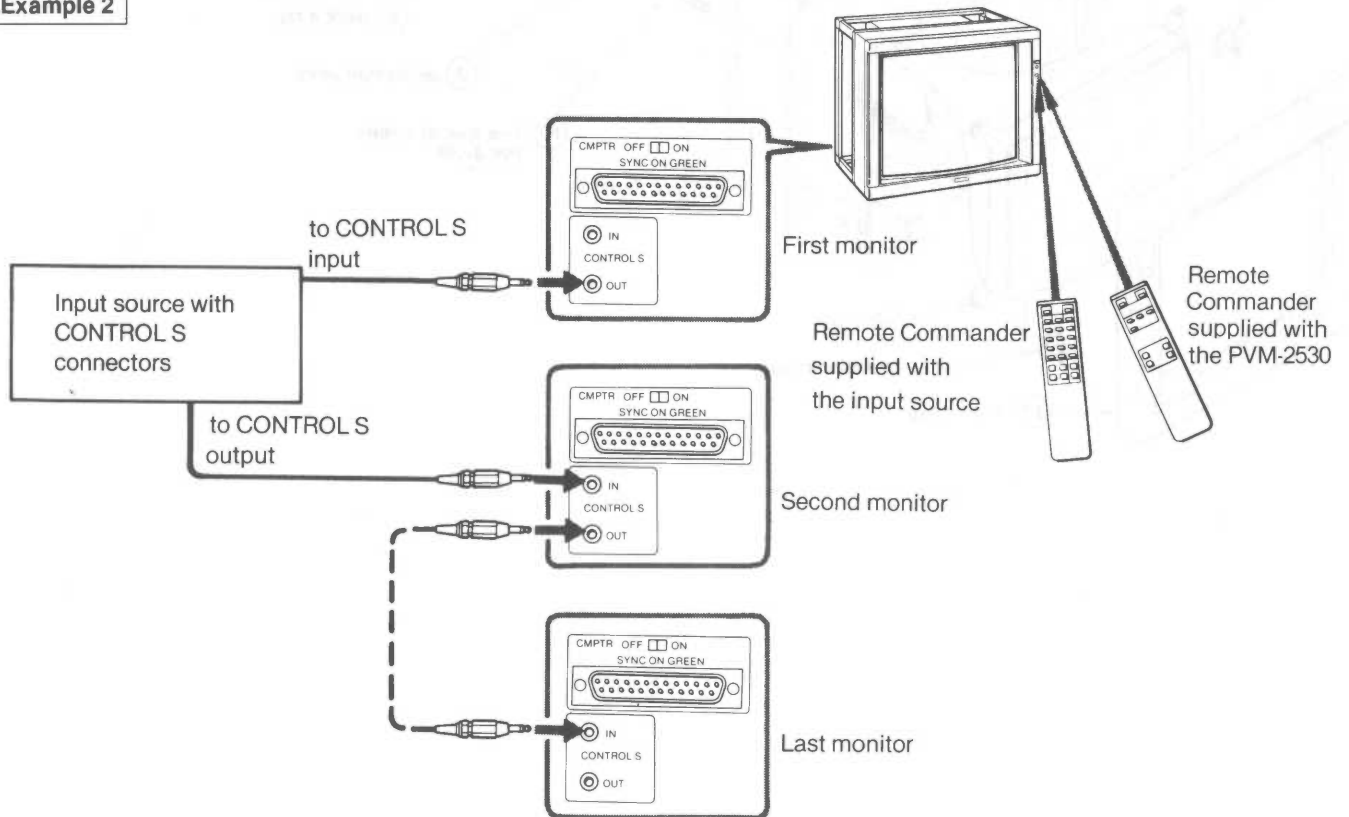 Example 2
CMPTR OFF ON
SYNC ON GREEN
IN
CONTROL S
OUT
First monitor
to CONTROL S
input
Input source with
CONTROL S
connectors
Remote Commander
supplied with
the input source
Remote
Commander
supplied with
the PVM-2530
to CONTROL S
output
CMPTR OFF ON
SYNC ON GREEN
IN
CONTROL S
OUT
Second monitor
CMPTR OFF ON
SYNC ON GREEN
IN
CONTROL S
OUT
Last monitor